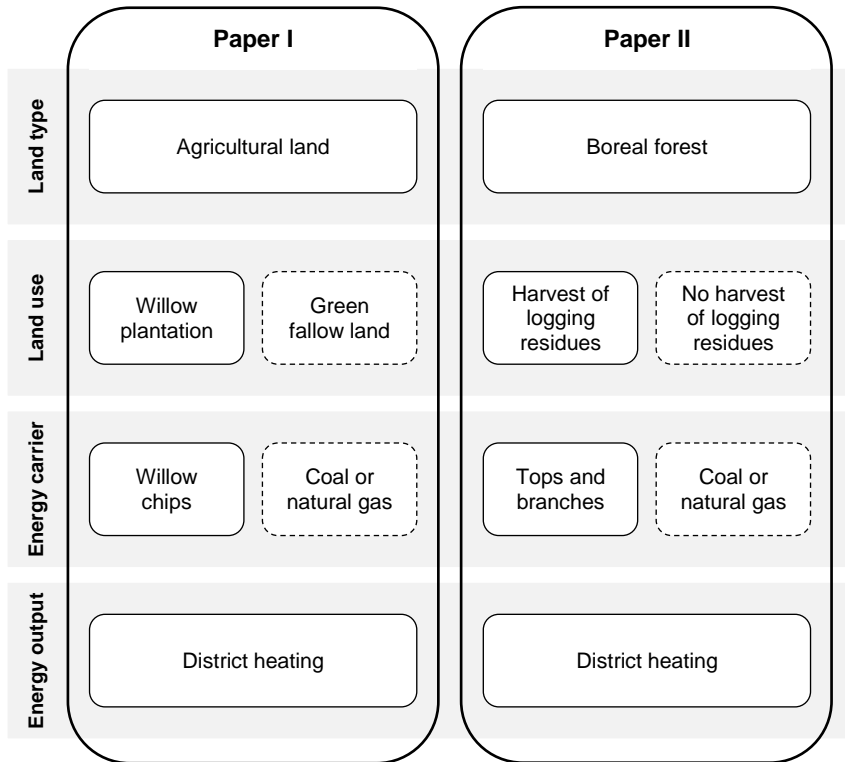 Paper I
Paper II
Land type
Agricultural land
Boreal forest
Land use
Willow
plantation
Green
fallow land
Harvest of
logging
residues
No harvest
of logging
residues
Energy carrier
Willow
chips
Coal or
natural gas
Tops and
branches
Coal or
natural gas
Energy output
District heating
District heating